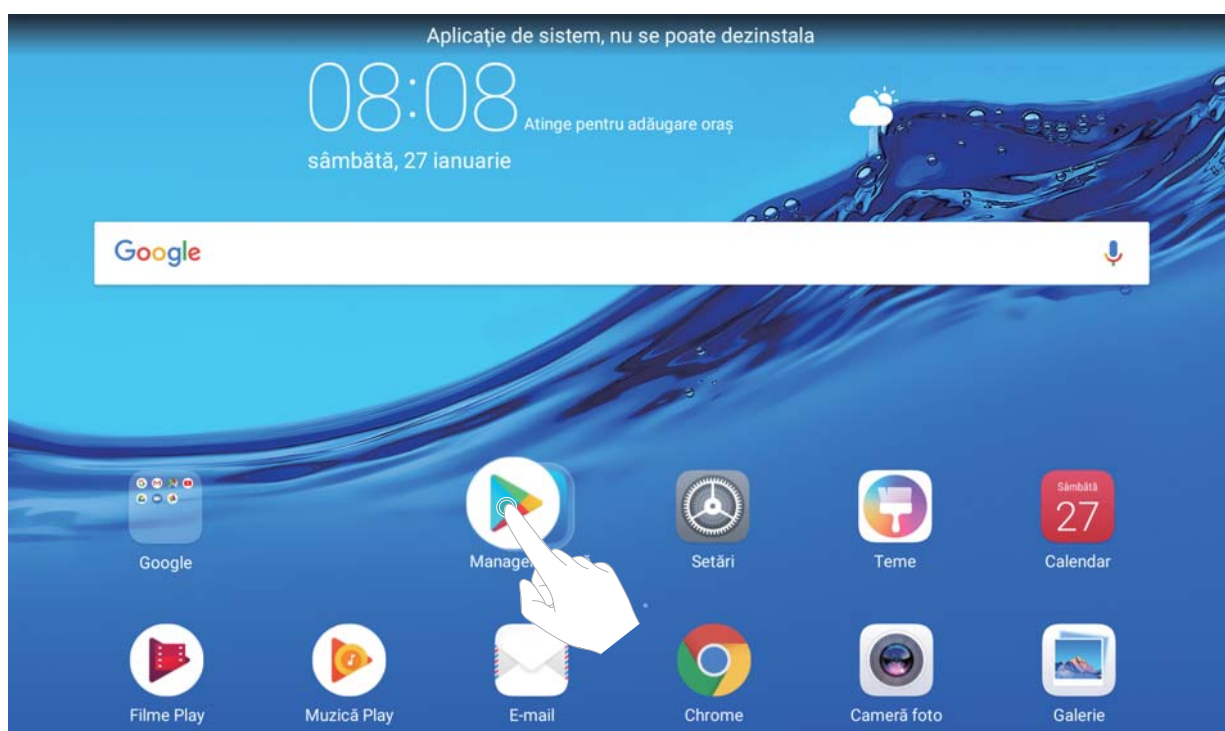 Aplicaţie de sistem, nu se poate dezinstala
08:08
Atinge pentru adăugare oraş
sâmbătă, 27 ianuarie
Google
Sâmbătă
27
Google
Setări
Teme
Calendar
Filme Play
Muzică Play
E-mail
Chrome
Cameră foto
Galerie